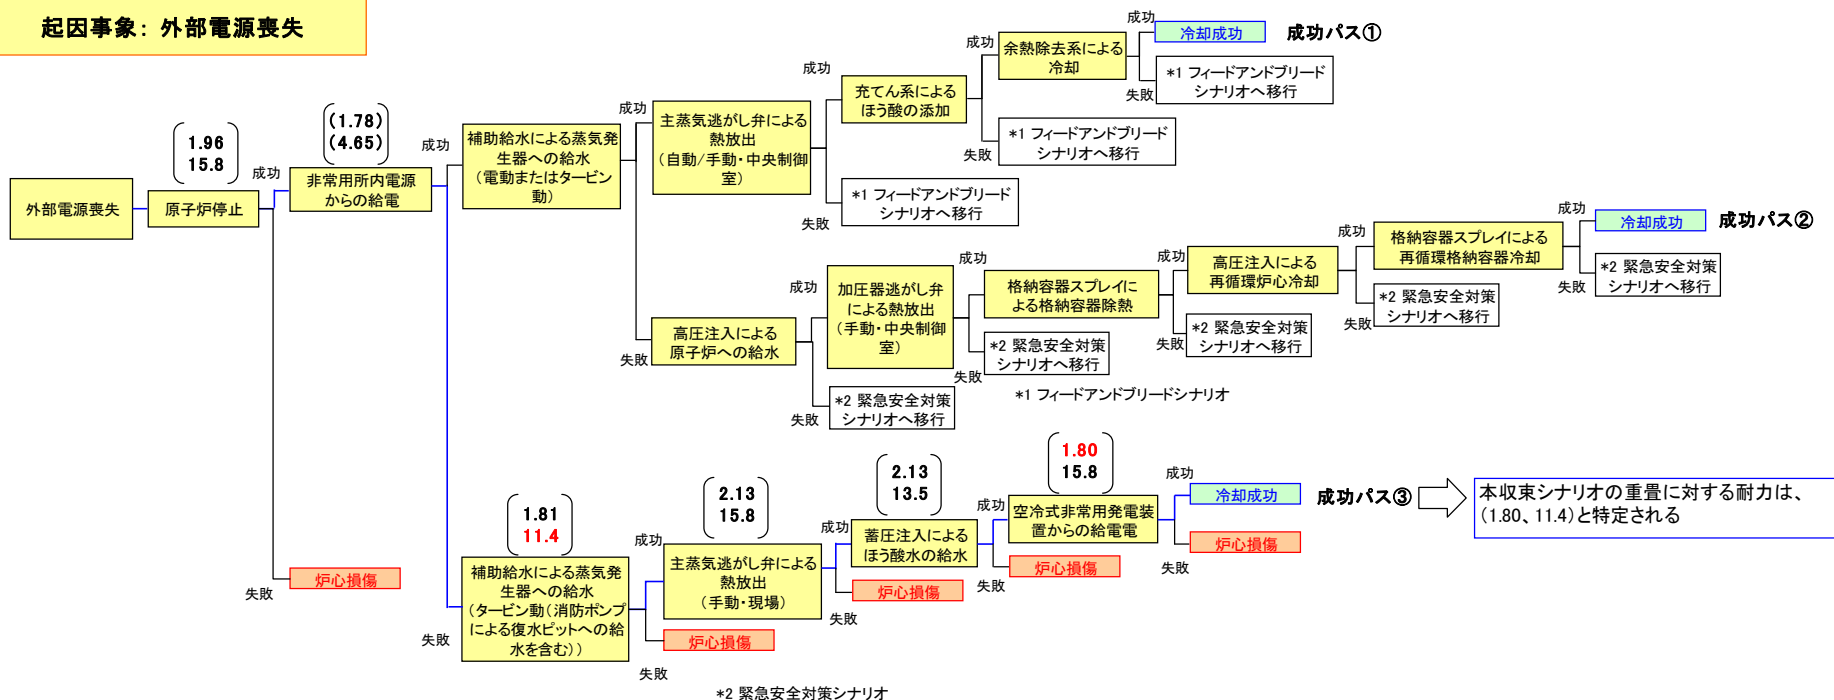 起因事象：外部電源喪失
外部電源喪失
1.96
15.8
原子炉停止
成功
失敗
炉心損傷
(1.78)
(4.65)
非常用所内電源
からの給電
成功
失敗
補助給水による蒸気発
生器への給水
（電動またはタービン
動）
成功
失敗
主蒸気逃がし弁による
熱放出
（自動/手動・中央制御
室）
成功
失敗
*1 フィードアンドブリード
シナリオへ移行
充てん系による
ほう酸の添加
成功
失敗
*1 フィードアンドブリード
シナリオへ移行
余熱除去系による
冷却
成功
失敗
*1 フィードアンドブリード
シナリオへ移行
冷却成功
成功パス①
高圧注入による
原子炉への給水
成功
失敗
*2 緊急安全対策
シナリオへ移行
加圧器逃がし弁
による熱放出
（手動・中央制御
室）
成功
失敗
*2 緊急安全対策
シナリオへ移行
格納容器スプレイに
よる格納容器除熱
成功
失敗
*2 緊急安全対策
シナリオへ移行
高圧注入による
再循環炉心冷却
成功
失敗
*2 緊急安全対策
シナリオへ移行
格納容器スプレイによる
再循環格納容器冷却
成功
失敗
*2 緊急安全対策
シナリオへ移行
冷却成功
成功パス②
*1 フィードアンドブリードシナリオ
1.81
11.4
補助給水による蒸気発
生器への給水
（タービン動（消防ポンプ
による復水ピットへの給
水を含む））
成功
失敗
炉心損傷
2.13
15.8
主蒸気逃がし弁による
熱放出
（手動・現場）
成功
失敗
炉心損傷
2.13
13.5
蓄圧注入による
ほう酸水の給水
成功
失敗
炉心損傷
1.80
15.8
空冷式非常用発電装
置からの給電電
成功
失敗
炉心損傷
冷却成功
成功パス③
本収束シナリオの重畳に対する耐力は、
（1.80、11.4）と特定される
*2 緊急安全対策シナリオ